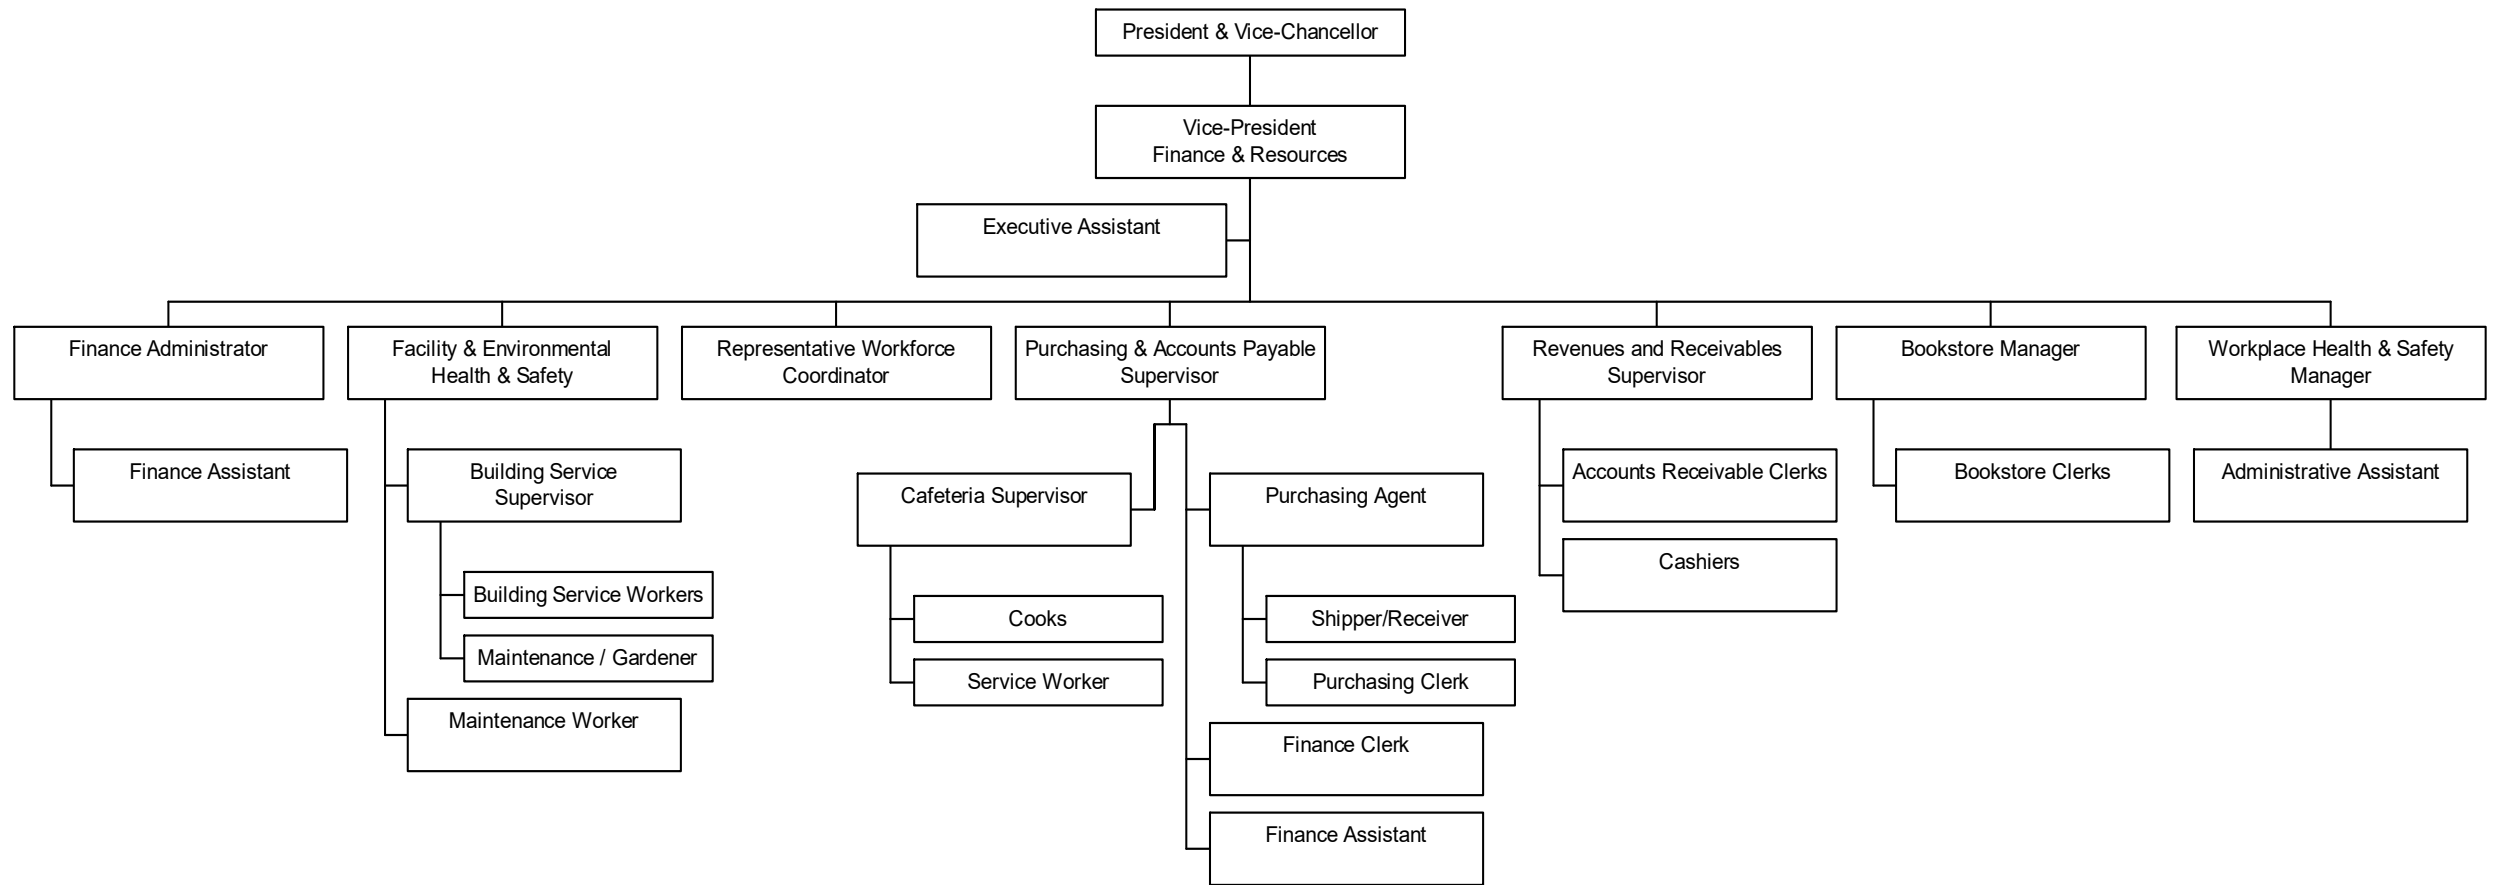 President & Vice-Chancellor
Vice-President
Finance & Resources
Executive Assistant
Finance Administrator
Facility & Environmental
Health & Safety
Representative Workforce
Coordinator
Purchasing & Accounts Payable
Supervisor
Revenues and Receivables
Supervisor
Bookstore Manager
Workplace Health & Safety
Manager
Finance Assistant
Building Service
Supervisor
Building Service Workers
Maintenance / Gardener
Maintenance Worker
Cafeteria Supervisor
Cooks
Service Worker
Purchasing Agent
Shipper/Receiver
Purchasing Clerk
Finance Clerk
Finance Assistant
Accounts Receivable Clerks
Cashiers
Bookstore Clerks
Administrative Assistant